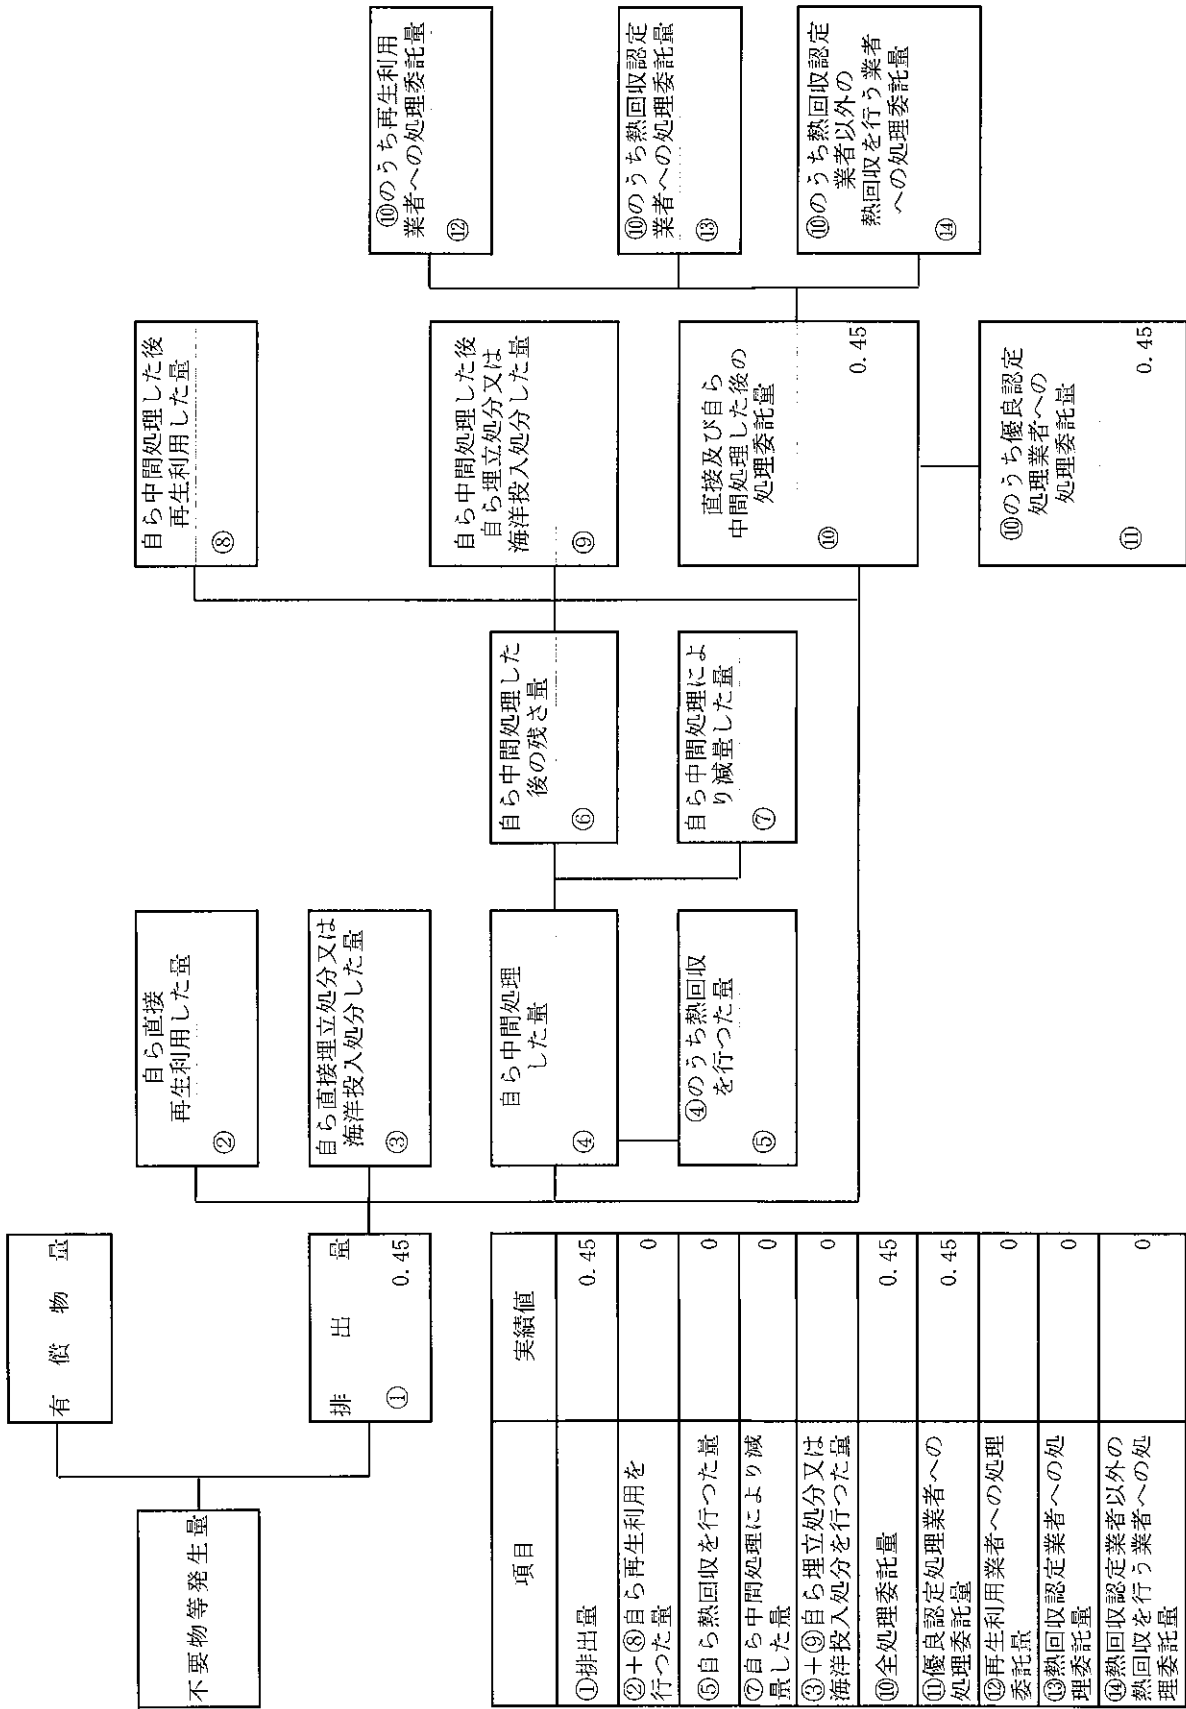 不要物等発生量
有償物量
排出量
① 0.45
自ら直接
再生利用した量
②
自ら直接埋立処分又は
海洋投入処分した量
③
自ら中間処理
した量
④
④のうち熱回収
を行つた量
⑤
自ら中間処理した
後の残さ量
⑥
自ら中間処理によ
り減量した量
⑦
自ら中間処理した後
再生利用した量
⑧
自ら中間処理した後
自ら埋立処分又は
海洋投入処分した量
⑨
直接及び自ら
中間処理した後の
処理委託量
⑩ 0.45
⑩のうち優良認定
処理業者への
処理委託量
⑪ 0.45
⑩のうち再生利用
業者への処理委託量
⑫
⑩のうち熱回収認定
業者への処理委託量
⑬
⑩のうち熱回収認定
業者以外の
熱回収を行う業者
への処理委託量
⑭
項目 実績値
①排出量 0.45
②+⑧自ら再生利用を
行つた量 0
⑤自ら熱回収を行つた量 0
⑦自ら中間処理により減
量した量 0
③+⑨自ら埋立処分又は
海洋投入処分を行つた量 0
⑩全処理委託量 0.45
⑪優良認定処理業者への
処理委託量 0.45
⑫再生利用業者への処理
委託量 0
⑬熱回収認定業者への処
理委託量 0
⑭熱回収認定業者以外の
熱回収を行う業者への処
理委託量 0